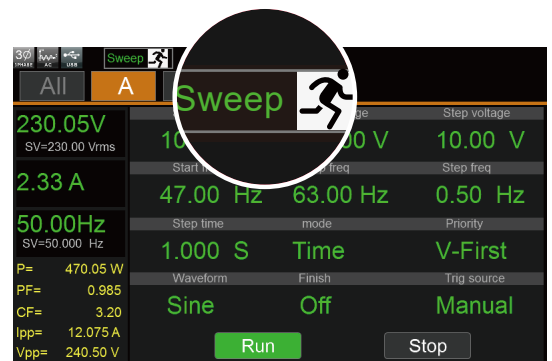 3Ø
3PHASE AC USB Sweep
Sweep
All A
230.05V
SV=230.00 Vrms
2.33 A
50.00Hz
SV=50.000 Hz
P= 470.05 W
PF= 0.985
CF= 3.20
Ipp= 12.075 A
Vpp= 240.50 V
Step voltage
10.00 V
Step freq
47.00 Hz 63.00 Hz 0.50 Hz
Step time mode Priority
1.000 S Time V-First
Waveform Finish Trig source
Sine Off Manual
Run Stop